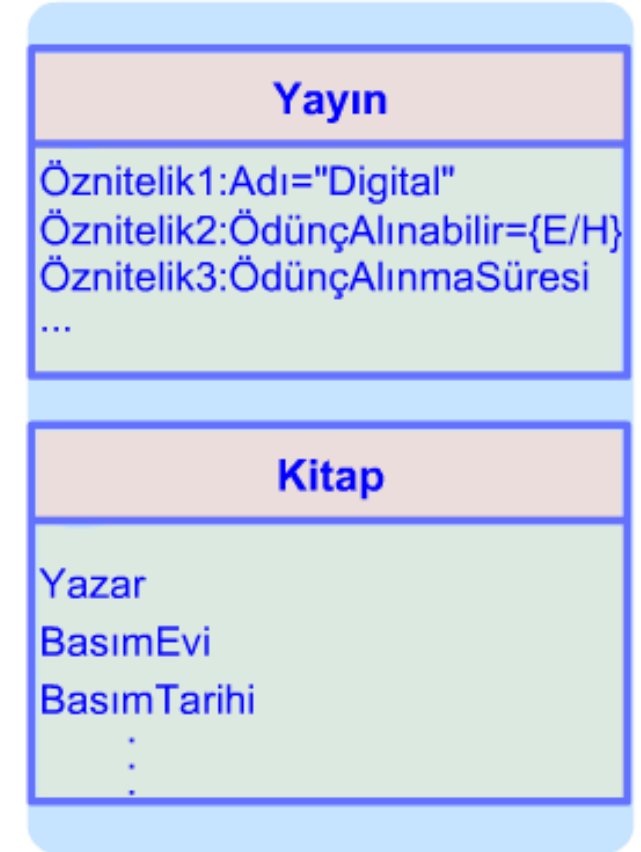 Yayın
Öznitelik1:Adı="Digital"
Öznitelik2:ÖdünçAlınabilir={E/H}
Öznitelik3:ÖdünçAlınmaSüresi
...
Kitap
Yazar
BasımEvi
BasımTarihi
.
.
.